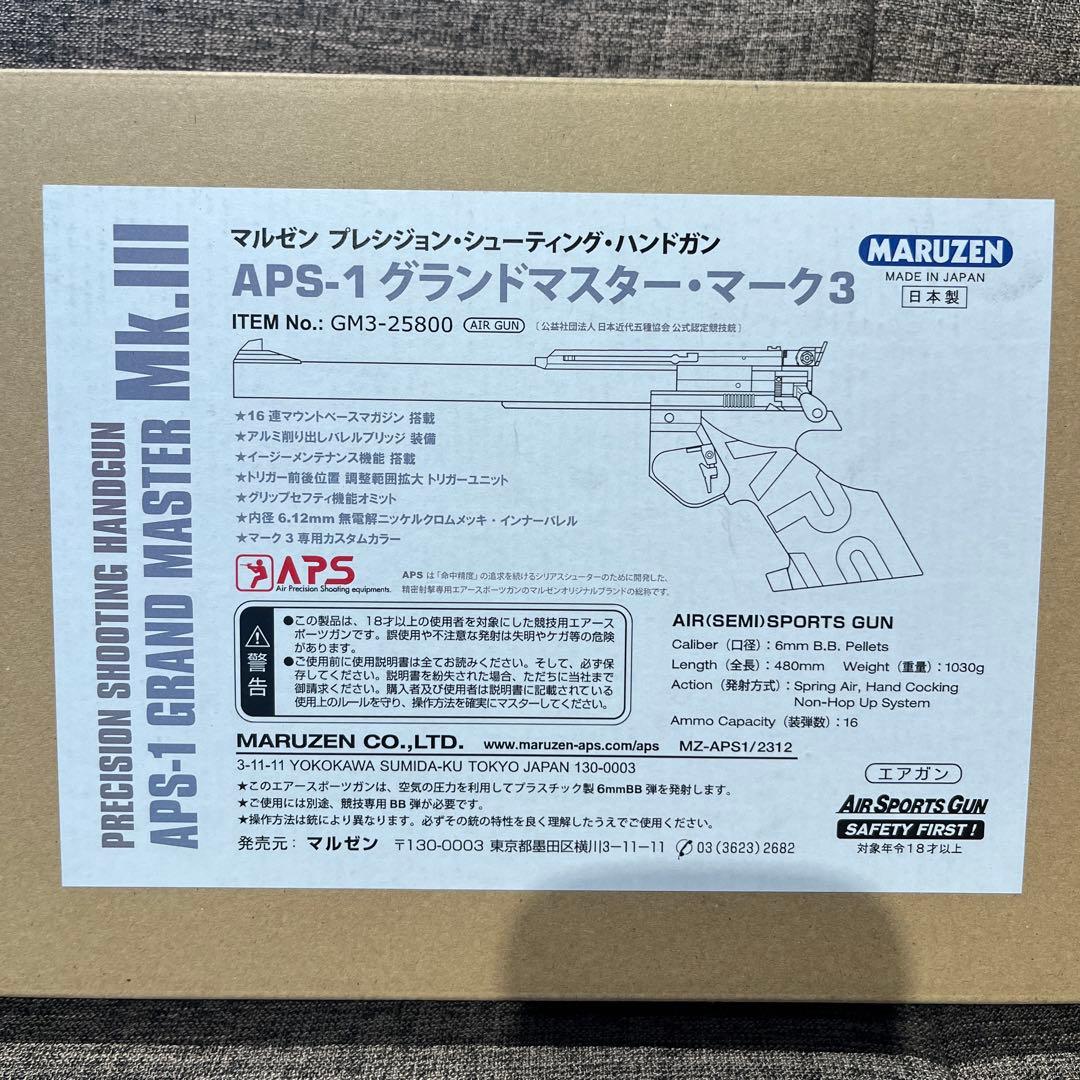 PRECISION SHOOTING HANDGUN
APS-1 GRAND MASTER Mk.III
マルゼン プレシジョン・シューティング・ハンドガン
APS-1 グランドマスター・マーク3
ITEM No.: GM3-25800 AIR GUN 〔公益社団法人 日本近代五種協会 公式認定競技銃〕
MARUZEN
MADE IN JAPAN
日本製
★16 連マウントベースマガジン 搭載
★アルミ削り出しバレルブリッジ 装備
★イージーメンテナンス機能 搭載
★トリガー前後位置 調整範囲拡大 トリガーユニット
★グリップセフティ機能オミット
★内径 6.12mm 無電解ニッケルクロムメッキ・インナーバレル
★マーク 3 専用カスタムカラー
APS
APS
Air Precision Shooting equipments.
APS は「命中精度」の追求を続けるシリアスシューターのために開発した、
精密射撃専用エアースポーツガンのマルゼンオリジナルブランドの総称です。
警告
●この製品は、18才以上の使用者を対象にした競技用エアース
ポーツガンです。誤使用や不注意な発射は失明やケガ等の危険
があります。
●ご使用前に使用説明書は全てお読みください。そして、必ず保
存してください。説明書を紛失された場合、ただちに当社まで
御請求ください。購入者及び使用者は説明書に記載されている
使用上のルールを守り、操作方法を確実にマスターしてください。
AIR(SEMI)SPORTS GUN
Caliber（口径）: 6mm B.B. Pellets
Length（全長）: 480mm Weight（重量）: 1030g
Action（発射方式）: Spring Air, Hand Cocking
Non-Hop Up System
Ammo Capacity（装弾数）: 16
MARUZEN CO.,LTD. www.maruzen-aps.com/aps MZ-APS1/2312
3-11-11 YOKOKAWA SUMIDA-KU TOKYO JAPAN 130-0003
★このエアースポーツガンは、空気の圧力を利用してプラスチック製 6mmBB 弾を発射します。
★ご使用には別途、競技専用 BB 弾が必要です。
★操作方法は銃により異なります。必ずその銃の特性を良く理解したうえでご使用ください。
発売元：マルゼン 〒130-0003 東京都墨田区横川3-11-11 03(3623)2682
エアガン
AIR SPORTS GUN
SAFETY FIRST!
対象年令18才以上